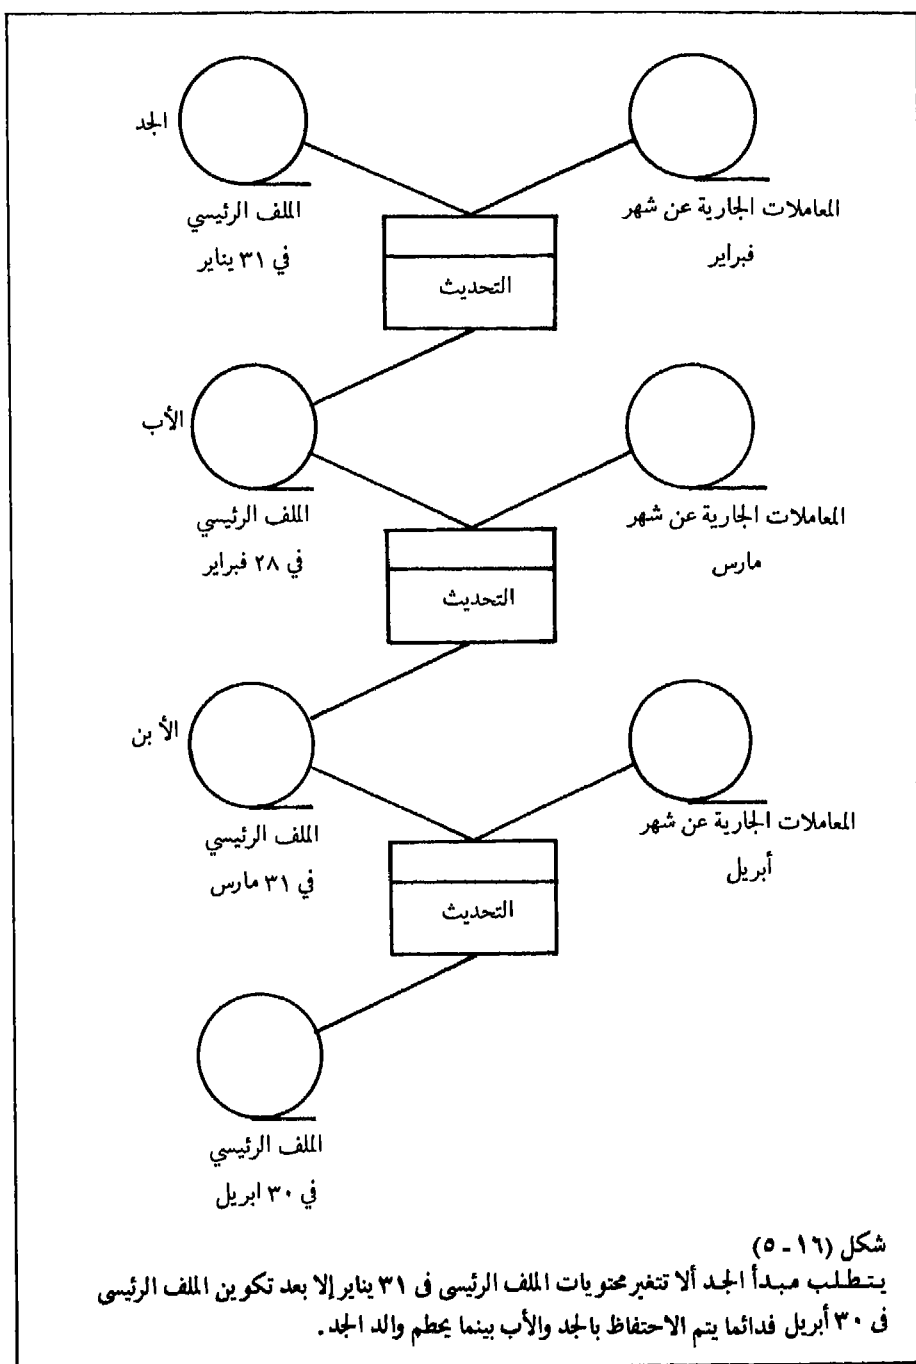 الجد
الملف الرئيسي
في ٣١ يناير
المعاملات الجارية عن شهر
فبراير
التحديث
الأب
الملف الرئيسي
في ٢٨ فبراير
المعاملات الجارية عن شهر
مارس
التحديث
الأبن
الملف الرئيسي
في ٣١ مارس
المعاملات الجارية عن شهر
أبريل
التحديث
الملف الرئيسي
في ٣٠ ابريل
شكل (١٦ - ٥)
يتطلب مبدأ الجد ألا تتغير محتويات الملف الرئيسى فى ٣١ يناير إلا بعد تكوين الملف الرئيسى
فى ٣٠ أبريل فدائما يتم الاحتفاظ بالجد والأب بينما يحطم والد الجد.